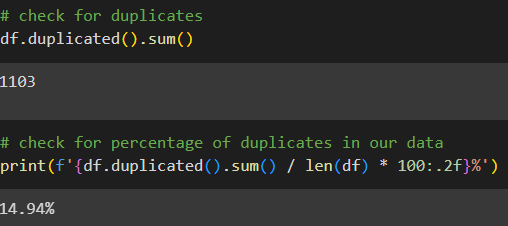 # check for duplicates
df.duplicated().sum()
1103
# check for percentage of duplicates in our data
print(f'{df.duplicated().sum() / len(df) * 100:.2f}%')
14.94%